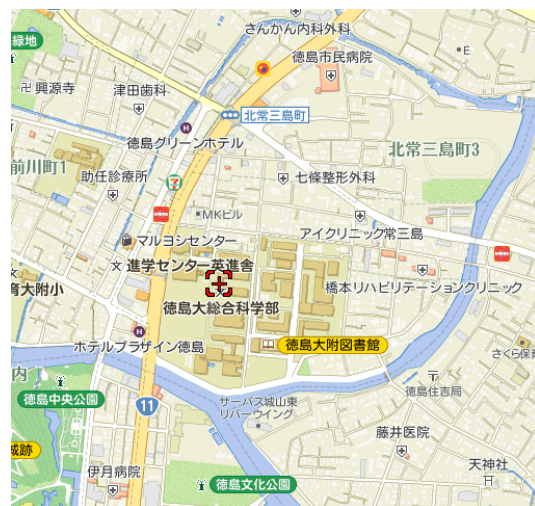 さんかん内科外科
緑地
徳島市民病院
E
興源寺
津田歯科
北常三島町
徳島グリーンホテル
北常三島町3
前川町1
助任診療所
七條整形外科
7
MKビル
マルヨシセンター
アイクリニック常三島
進学センター英進舎
育大附小
橋本リハビリテーションクリニック
徳島大総合科学部
ホテルプラザイン徳島
徳島大附図書館
さくら保育
内
徳島中央公園
11
サーパス城山東
リバーウイング
徳島住吉局
城跡
藤井医院
伊月病院
天神社
徳島文化公園